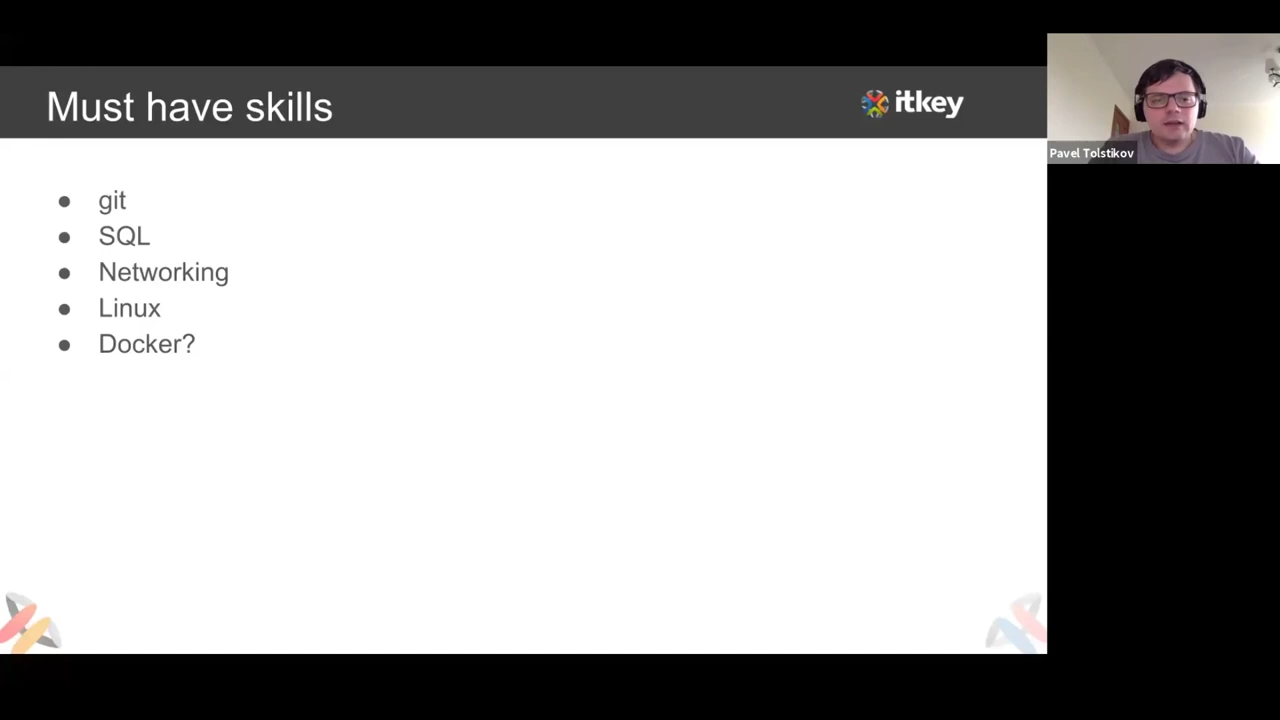 Must have skills
itkey
Pavel Tolstikov
● git
● SQL
● Networking
● Linux
● Docker?